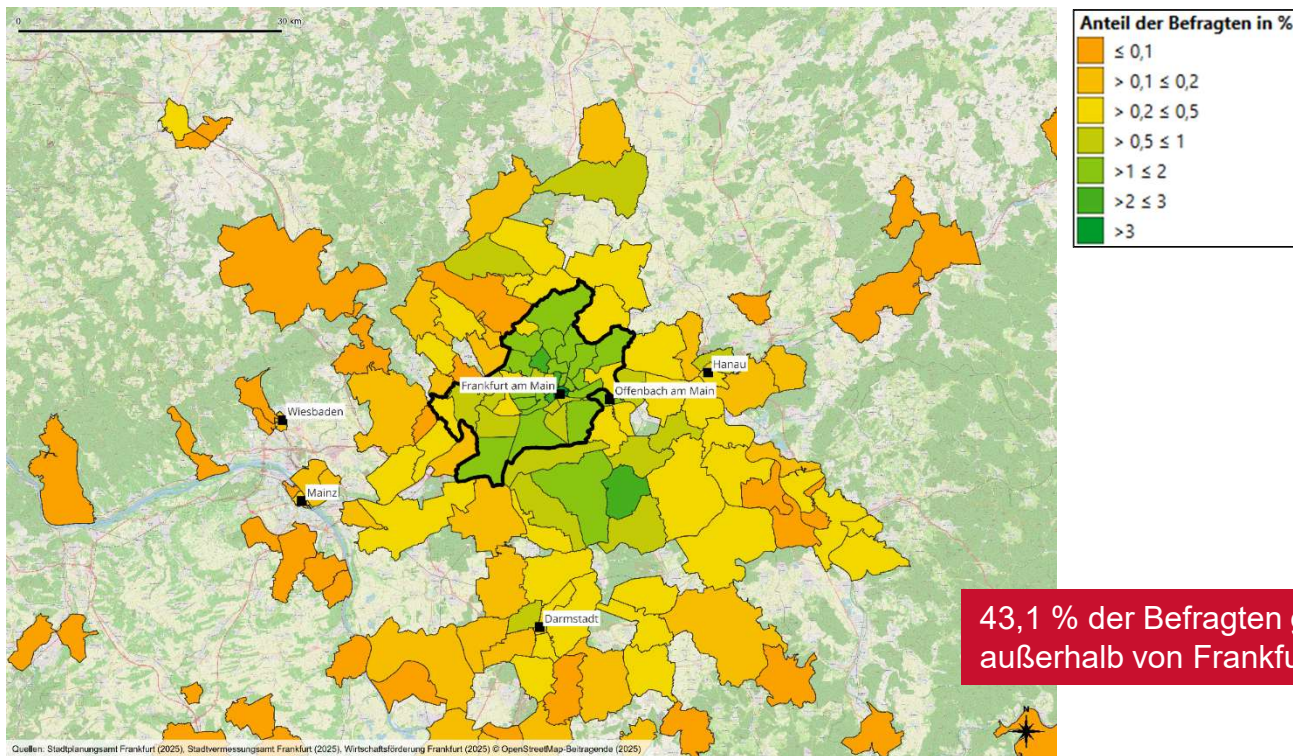 0
30 km
Anteil der Befragten in %
≤ 0,1
> 0,1 ≤ 0,2
> 0,2 ≤ 0,5
> 0,5 ≤ 1
>1 ≤ 2
>2 ≤ 3
>3
Hanau
Frankfurt am Main
Offenbach am Main
Wiesbaden
Mainz
Darmstadt
43,1 % der Befragten
außerhalb von
N
Quellen: Stadtplanungsamt Frankfurt (2025), Stadtvermessungsamt Frankfurt (2025), Wirtschaftsförderung Frankfurt (2025) © OpenStreetMap-Beitragende (2025)